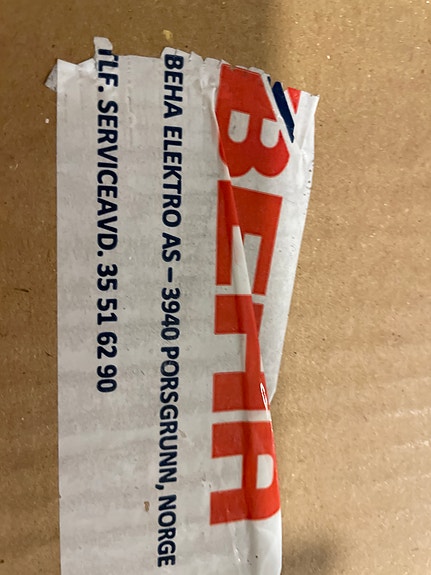 BEHA
BEHA ELEKTRO AS – 3940 PORSGRUNN, NORGE
TLF. SERVICEAVD. 35 51 62 90